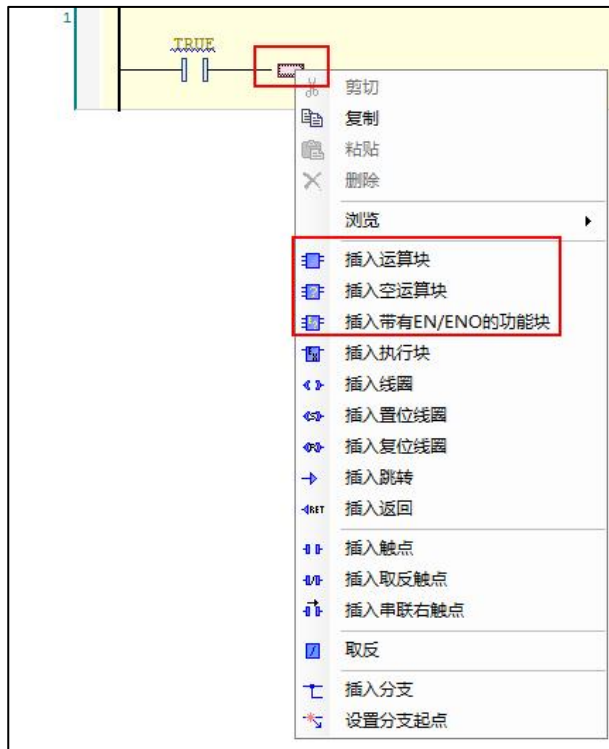 1
TRUE
剪切
复制
粘贴
删除
浏览
插入运算块
插入空运算块
插入带有EN/ENO的功能块
插入执行块
插入线圈
插入置位线圈
插入复位线圈
插入跳转
RET 插入返回
插入触点
插入取反触点
插入串联右触点
取反
插入分支
设置分支起点